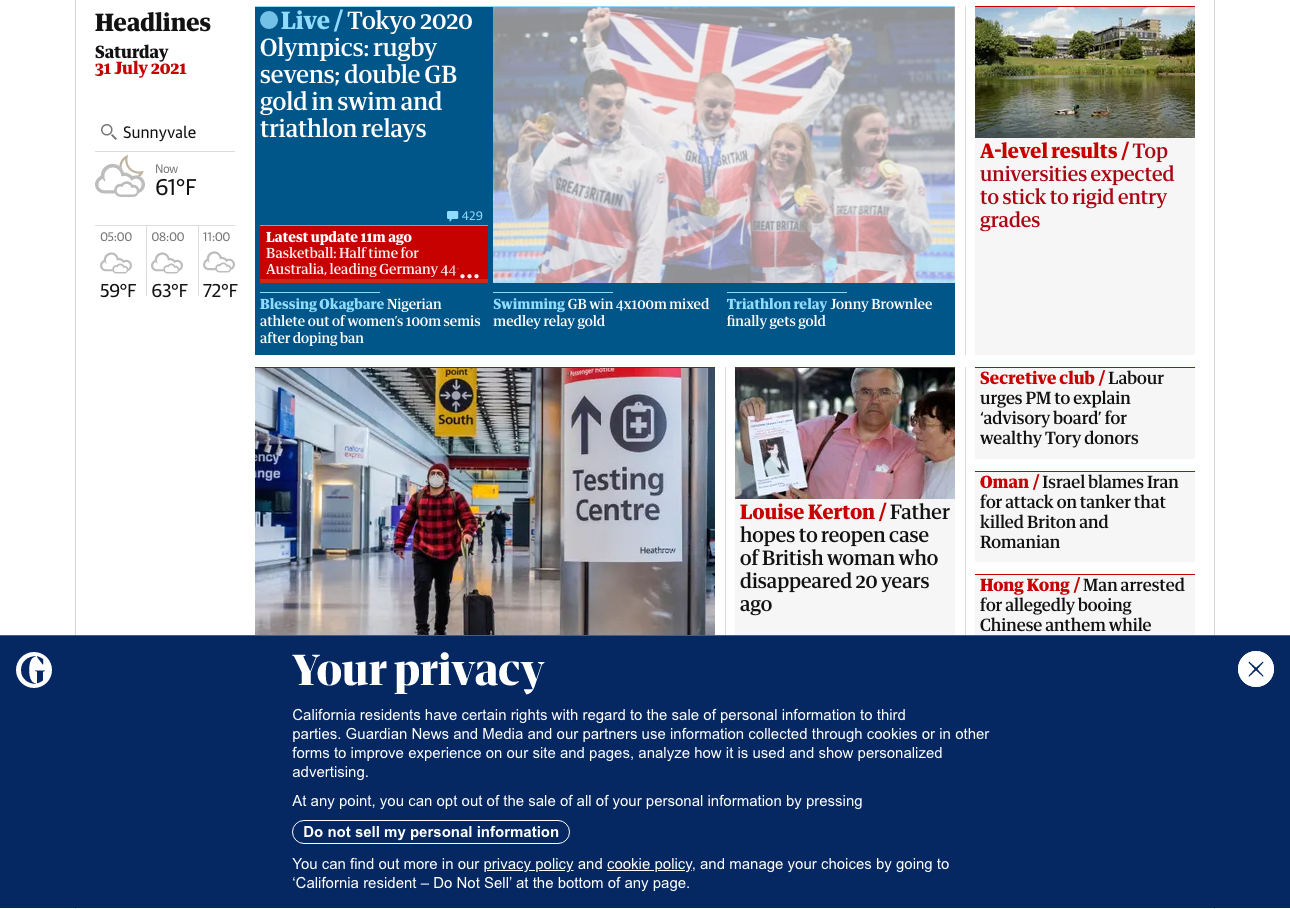 Headlines
Saturday
31 July 2021
Sunnyvale
Now
61°F
05:00
08:00
11:00
59°F
63°F
72°F
Live / Tokyo 2020
Olympics: rugby
sevens; double GB
gold in swim and
triathlon relays
429
Latest update 11m ago
Basketball: Half time for
Australia, leading Germany 44 ...
GREAT BRITAIN
GREAT BRITAIN
GREAT BRITAIN
GREAT BRITAIN
Blessing Okagbare Nigerian
athlete out of women's 100m semis
after doping ban
Swimming GB win 4x100m mixed
medley relay gold
Triathlon relay Jonny Brownlee
finally gets gold
A-level results / Top
universities expected
to stick to rigid entry
grades
point
South
national
express
Passenger notice
Testing
Centre
Heathrow
Louise Kerton / Father
hopes to reopen case
of British woman who
disappeared 20 years
ago
Secretive club / Labour
urges PM to explain
‘advisory board’ for
wealthy Tory donors
Oman / Israel blames Iran
for attack on tanker that
killed Briton and
Romanian
Hong Kong / Man arrested
for allegedly booing
Chinese anthem while
Your privacy
California residents have certain rights with regard to the sale of personal information to third
parties. Guardian News and Media and our partners use information collected through cookies or in other
forms to improve experience on our site and pages, analyze how it is used and show personalized
advertising.
At any point, you can opt out of the sale of all of your personal information by pressing
Do not sell my personal information
You can find out more in our privacy policy and cookie policy, and manage your choices by going to
‘California resident – Do Not Sell’ at the bottom of any page.